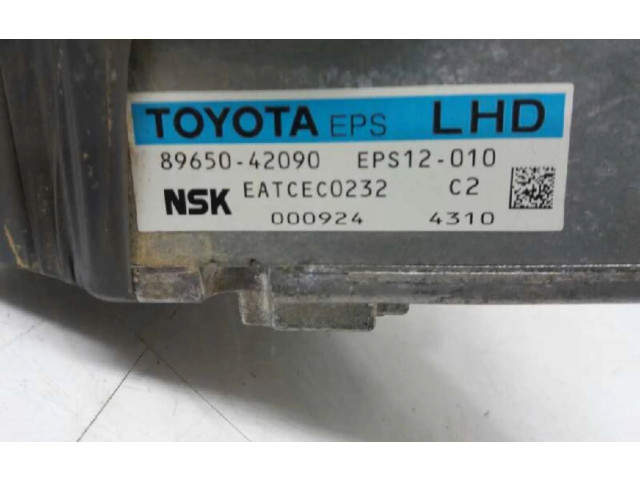 TOYOTA EPS LHD
89650-42090 EPS12-010
NSK EATCEC0232 C2
000924 4310